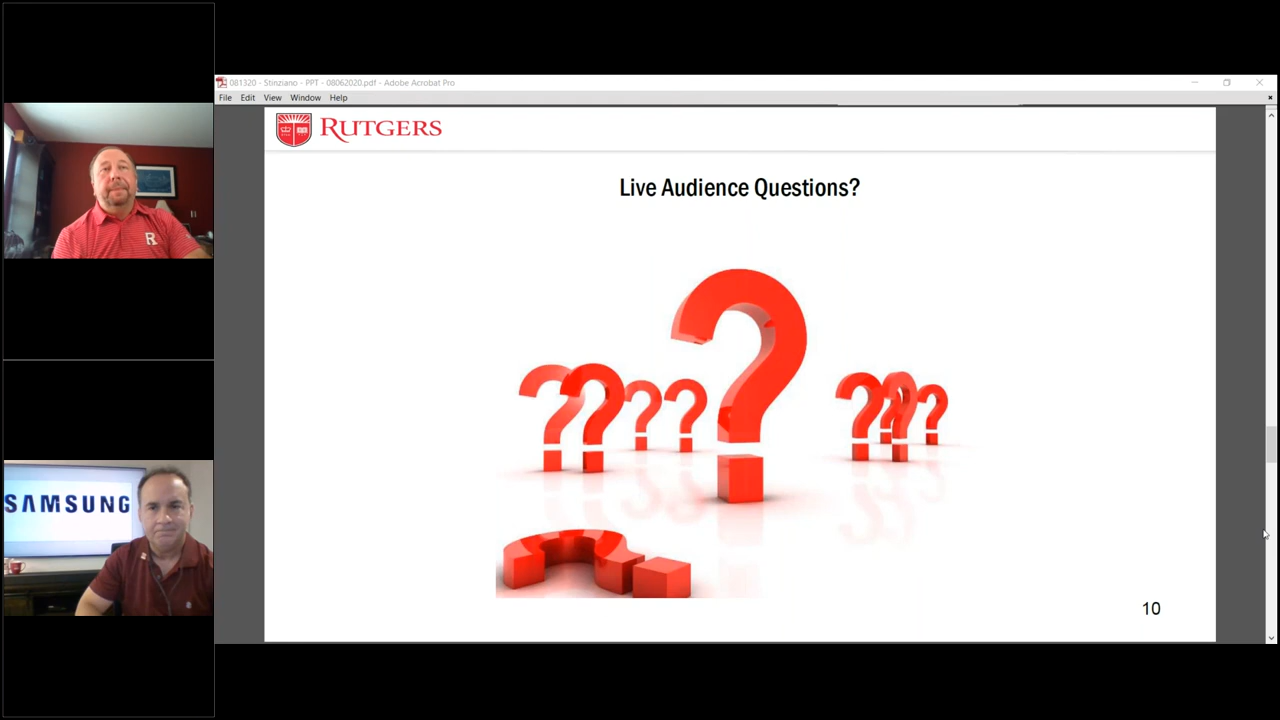 081320 - Stinziano - PPT - 08062020.pdf - Adobe Acrobat Pro
File Edit View Window Help
RUTGERS
Live Audience Questions?
10
R
SAMSUNG